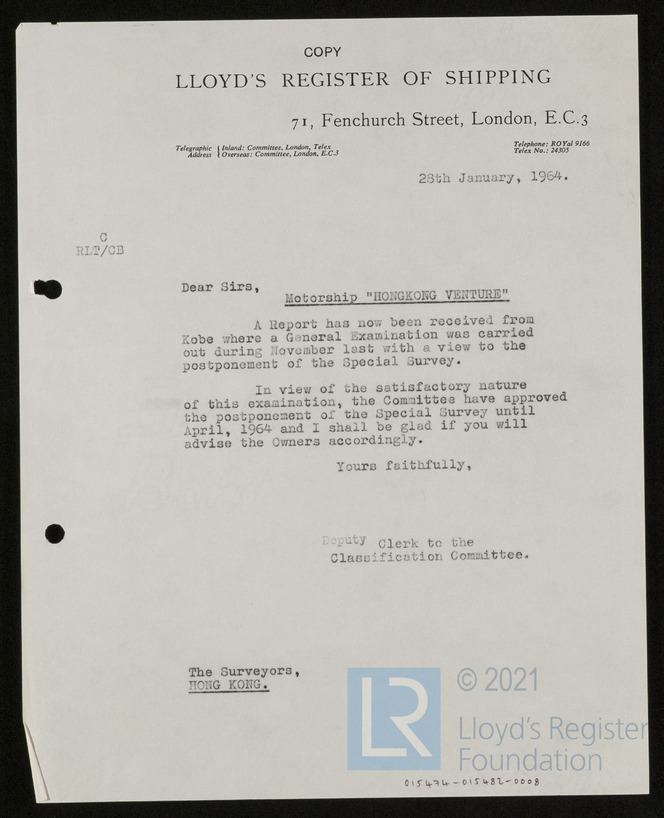 COPY
LLOYD'S REGISTER OF SHIPPING
71, Fenchurch Street, London, E.C.3
Telegraphic Address { Inland: Committee, London, Telex
Overseas: Committee, London, E.C.3
Telephone: ROYal 9166
Telex No.: 24305
28th January, 1964.
C
RLT/CB
Dear Sirs,
Motorship "HONGKONG VENTURE"
A Report has now been received from
Kobe where a General Examination was carried
out during November last with a view to the
postponement of the Special Survey.
In view of the satisfactory nature
of this examination, the Committee have approved
the postponement of the Special Survey until
April, 1964 and I shall be glad if you will
advise the Owners accordingly.
Yours faithfully,
Deputy Clerk to the
Classification Committee.
The Surveyors,
HONG KONG.
LR
© 2021
Lloyd's Register
Foundation
015474-015482-0008